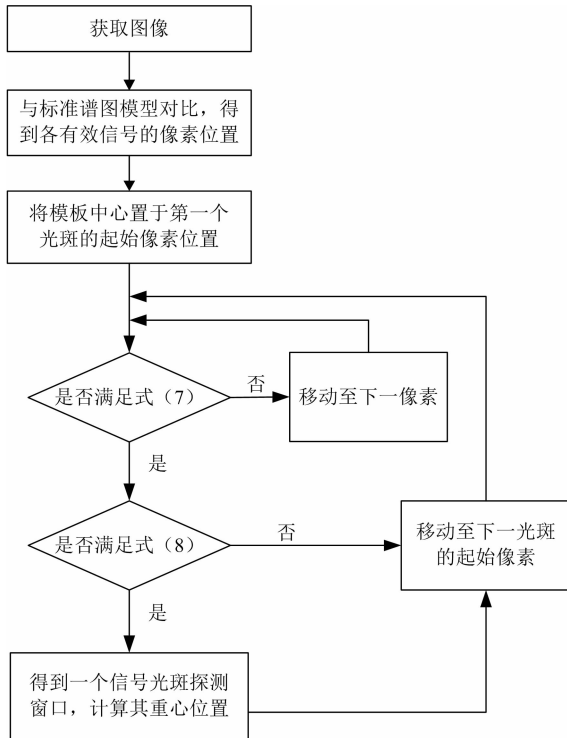 获取图像
与标准谱图模型对比，得
到各有效信号的像素位置
将模板中心置于第一个
光斑的起始像素位置
是否满足式（7）
否
移动至下一像素
是
是否满足式（8）
否
移动至下一光斑
的起始像素
是
得到一个信号光斑探测
窗口，计算其重心位置